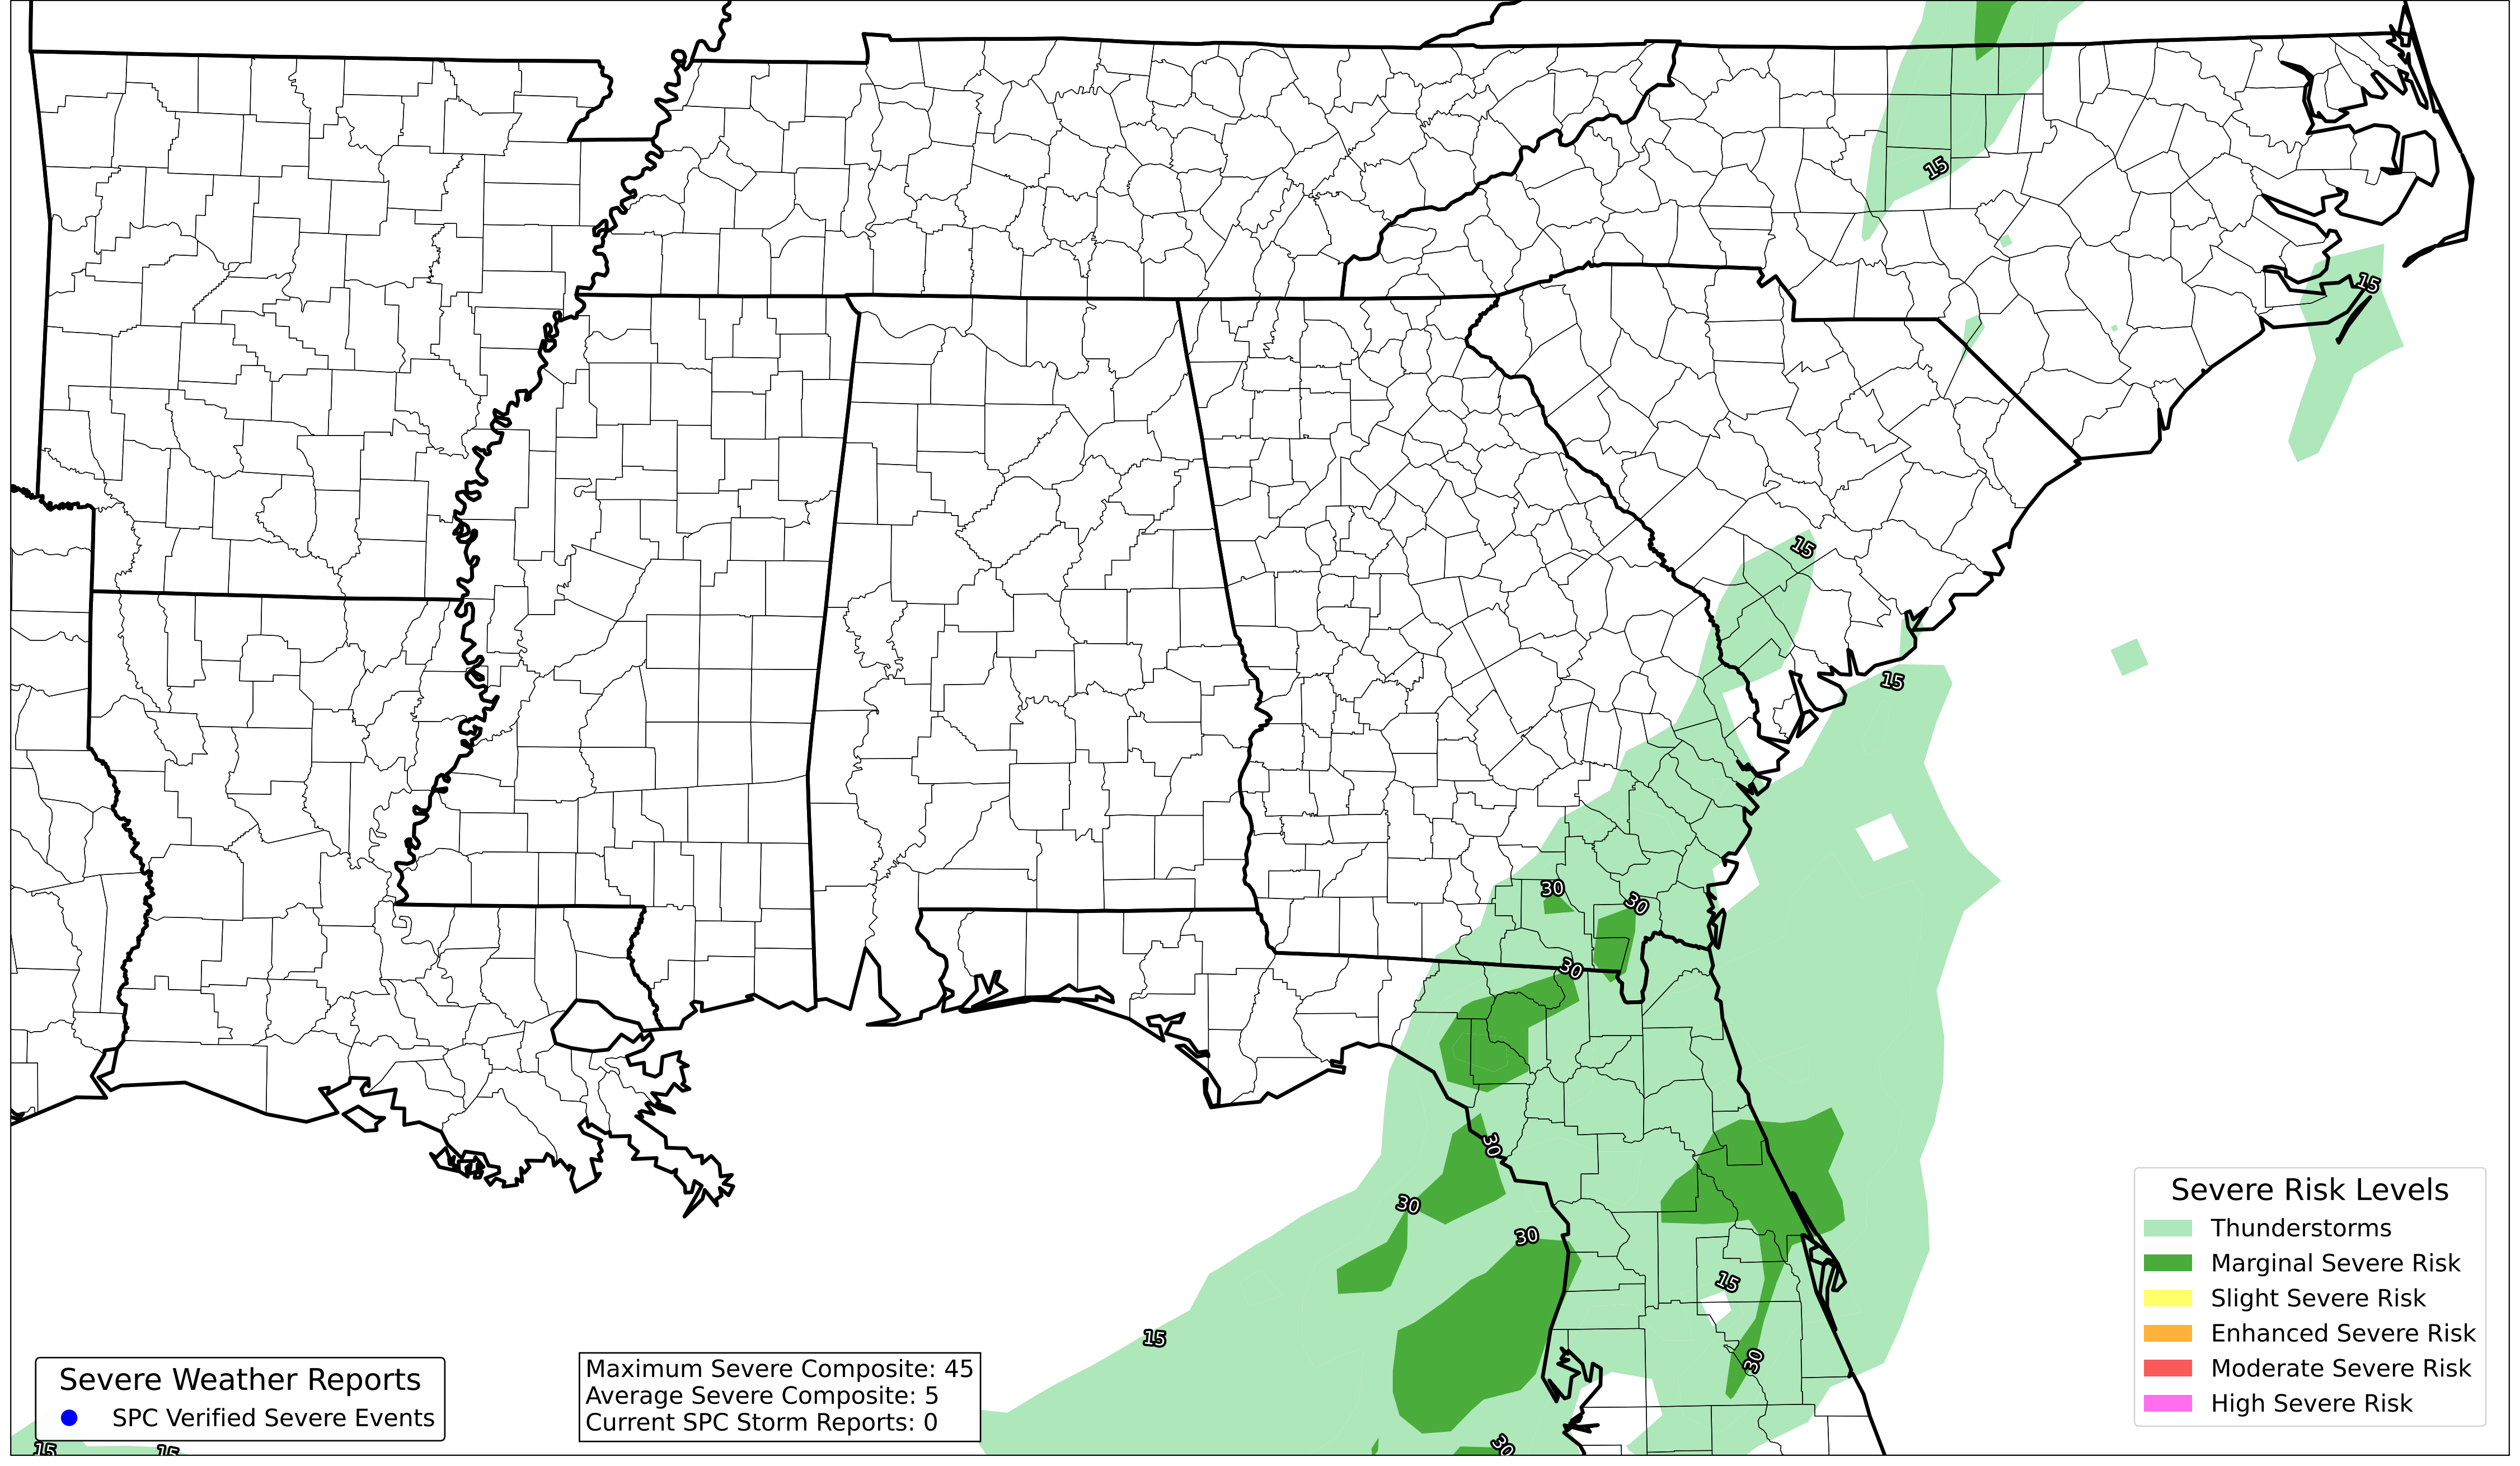 15
15
15
15
30
30
30
30
30
30
15
15
30
30
15
15
Severe Weather Reports
SPC Verified Severe Events
Maximum Severe Composite: 45
Average Severe Composite: 5
Current SPC Storm Reports: 0
Severe Risk Levels
Thunderstorms
Marginal Severe Risk
Slight Severe Risk
Enhanced Severe Risk
Moderate Severe Risk
High Severe Risk